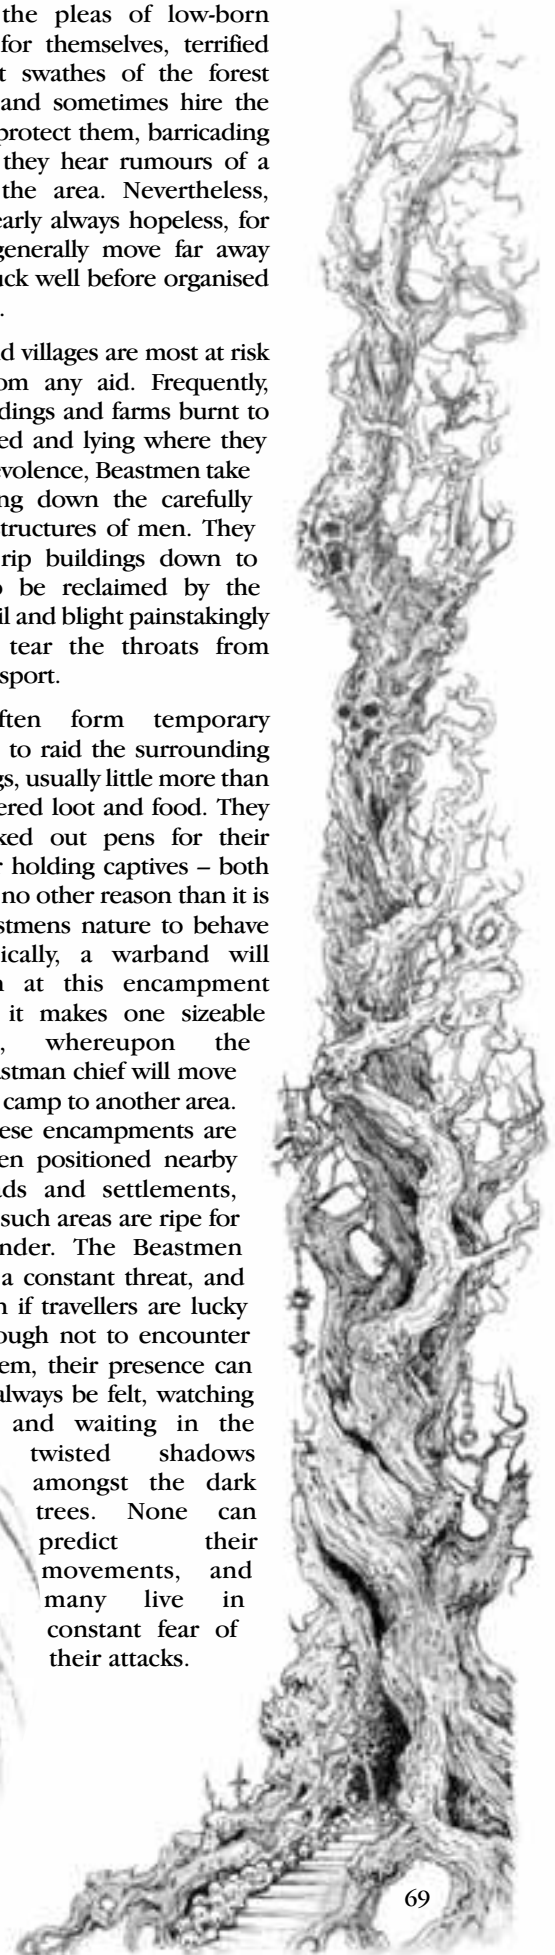 the pleas of low-born
for themselves, terrified
t swathes of the forest
and sometimes hire the
protect them, barricading
they hear rumours of a
the area. Nevertheless,
early always hopeless, for
generally move far away
uck well before organised
.
d villages are most at risk
om any aid. Frequently,
dings and farms burnt to
ed and lying where they
evolence, Beastmen take
ng down the carefully
tructures of men. They
rip buildings down to
o be reclaimed by the
il and blight painstakingly
tear the throats from
sport.
ften form temporary
to raid the surrounding
gs, usually little more than
ered loot and food. They
ked out pens for their
r holding captives – both
no other reason than it is
astmens nature to behave
ically, a warband will
n at this encampment
it makes one sizeable
, whereupon the
astman chief will move
camp to another area.
ese encampments are
en positioned nearby
ads and settlements,
such areas are ripe for
nder. The Beastmen
a constant threat, and
n if travellers are lucky
ough not to encounter
em, their presence can
always be felt, watching
and waiting in the
twisted shadows
amongst the dark
trees. None can
predict their
movements, and
many live in
constant fear of
their attacks.
69